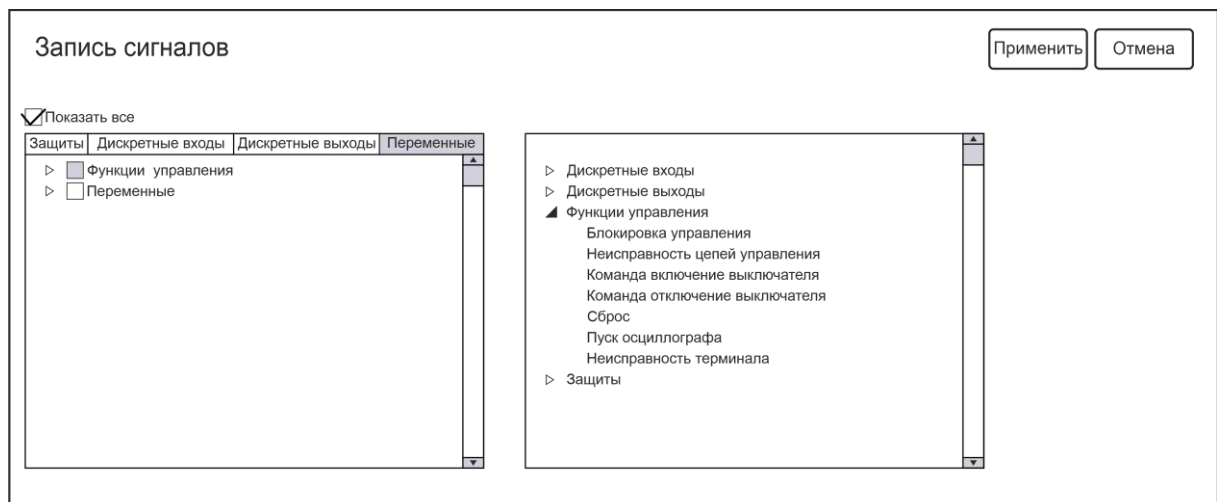 Запись сигналов
Применить
Отмена
Показать все
Защиты
Дискретные входы
Дискретные выходы
Переменные
Функции управления
Переменные
Дискретные входы
Дискретные выходы
Функции управления
Блокировка управления
Неисправность цепей управления
Команда включение выключателя
Команда отключение выключателя
Сброс
Пуск осциллографа
Неисправность терминала
Защиты